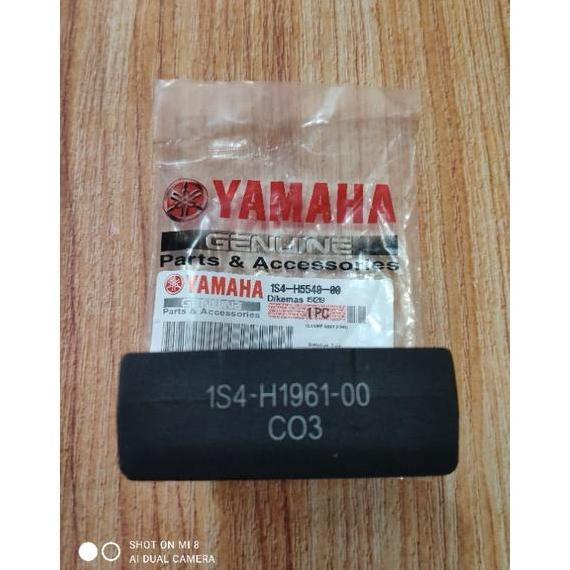 YAMAHA
GENUINE
Parts & Accessories
YAMAHA
GENUINE
Parts & Accessories
1S4-H5540-00
Dikemas
1PC
1S4-H1961-00
CO3
SHOT ON MI 8
AI DUAL CAMERA